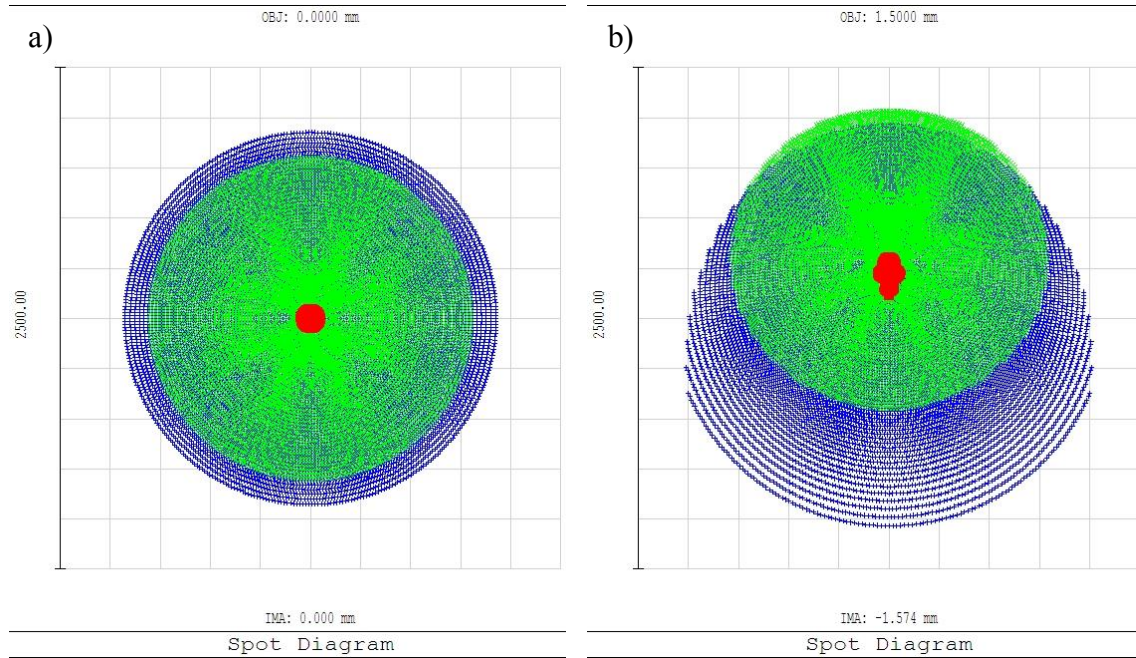 OBJ: 0.0000 mm
a)
2500.00
IMA: 0.000 mm
Spot Diagram
OBJ: 1.5000 mm
b)
2500.00
IMA: -1.574 mm
Spot Diagram